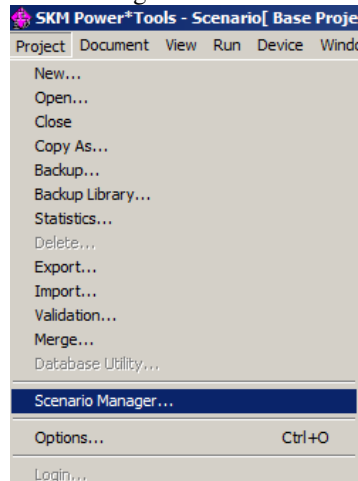 SKM Power*Tools - Scenario[ Base Proje
Project Document View Run Device Windo
New...
Open...
Close
Copy As...
Backup...
Backup Library...
Statistics...
Delete...
Export...
Import...
Validation...
Merge...
Database Utility...
Scenario Manager...
Options... Ctrl+O
Login...